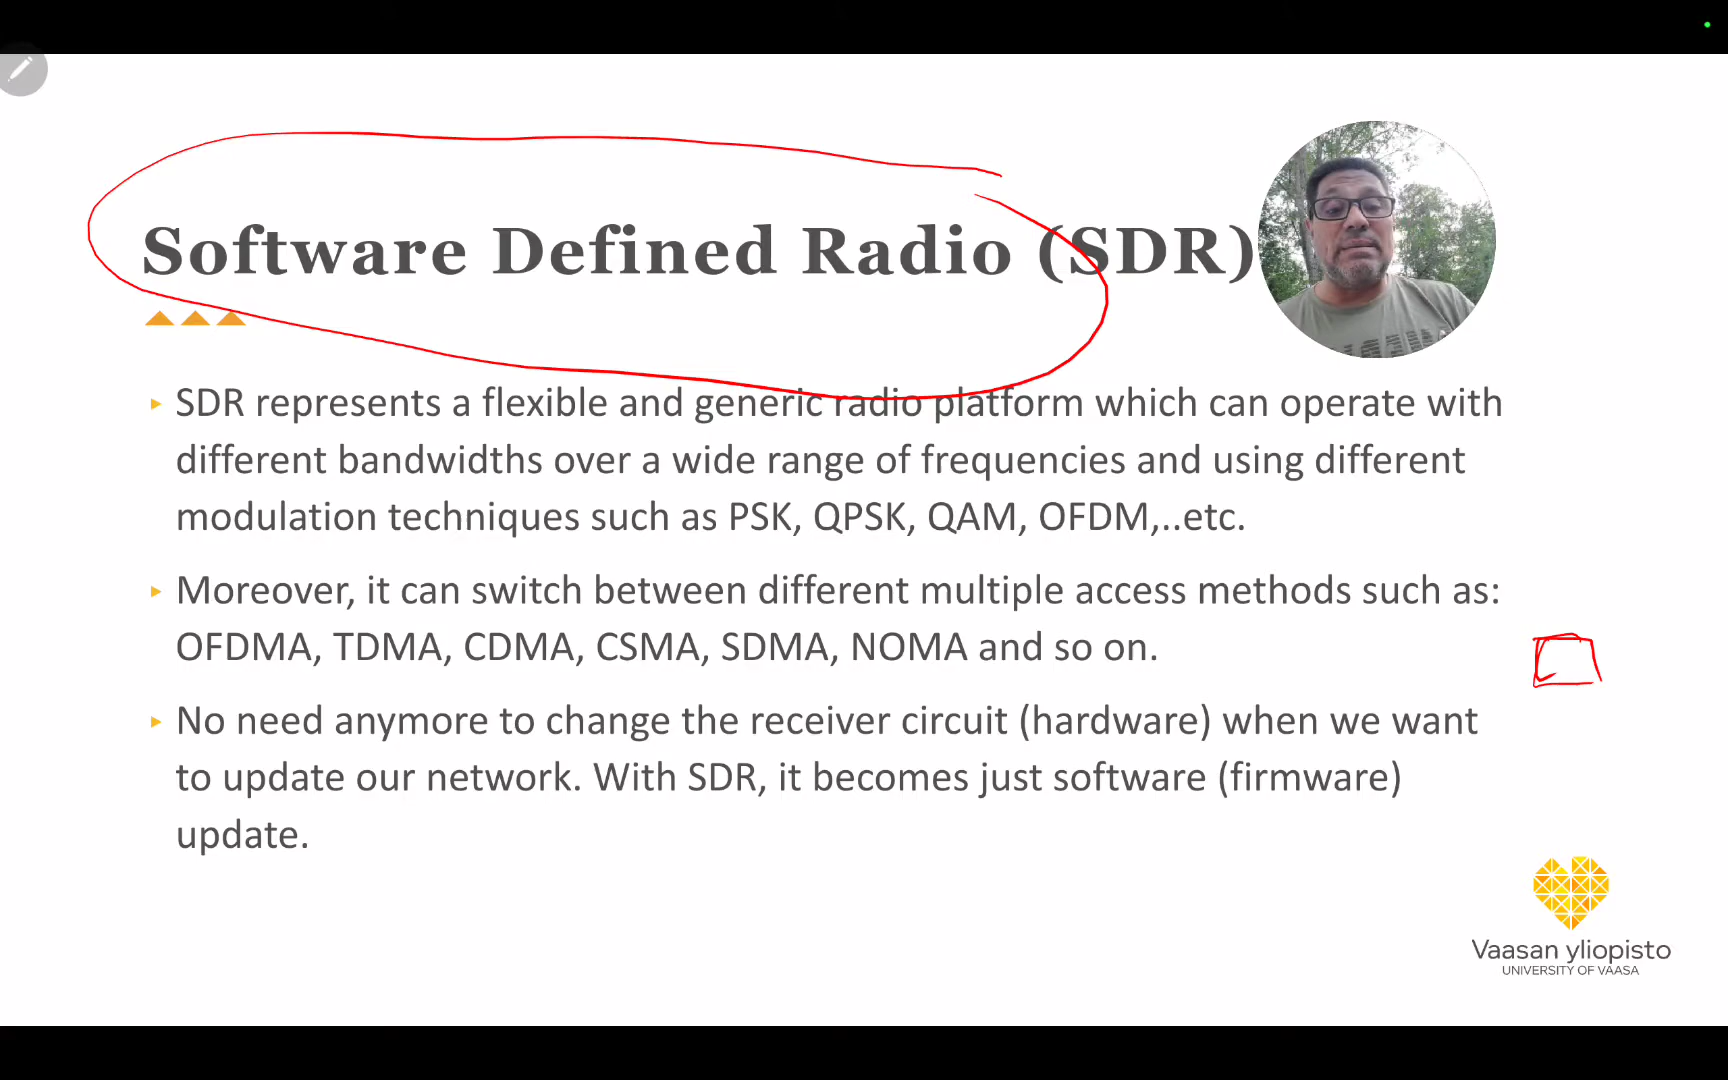 Software Defined Radio (SDR)
▸ SDR represents a flexible and generic radio platform which can operate with
different bandwidths over a wide range of frequencies and using different
modulation techniques such as PSK, QPSK, QAM, OFDM,..etc.
▸ Moreover, it can switch between different multiple access methods such as:
OFDMA, TDMA, CDMA, CSMA, SDMA, NOMA and so on.
▸ No need anymore to change the receiver circuit (hardware) when we want
to update our network. With SDR, it becomes just software (firmware)
update.
Vaasan yliopisto
UNIVERSITY OF VAASA